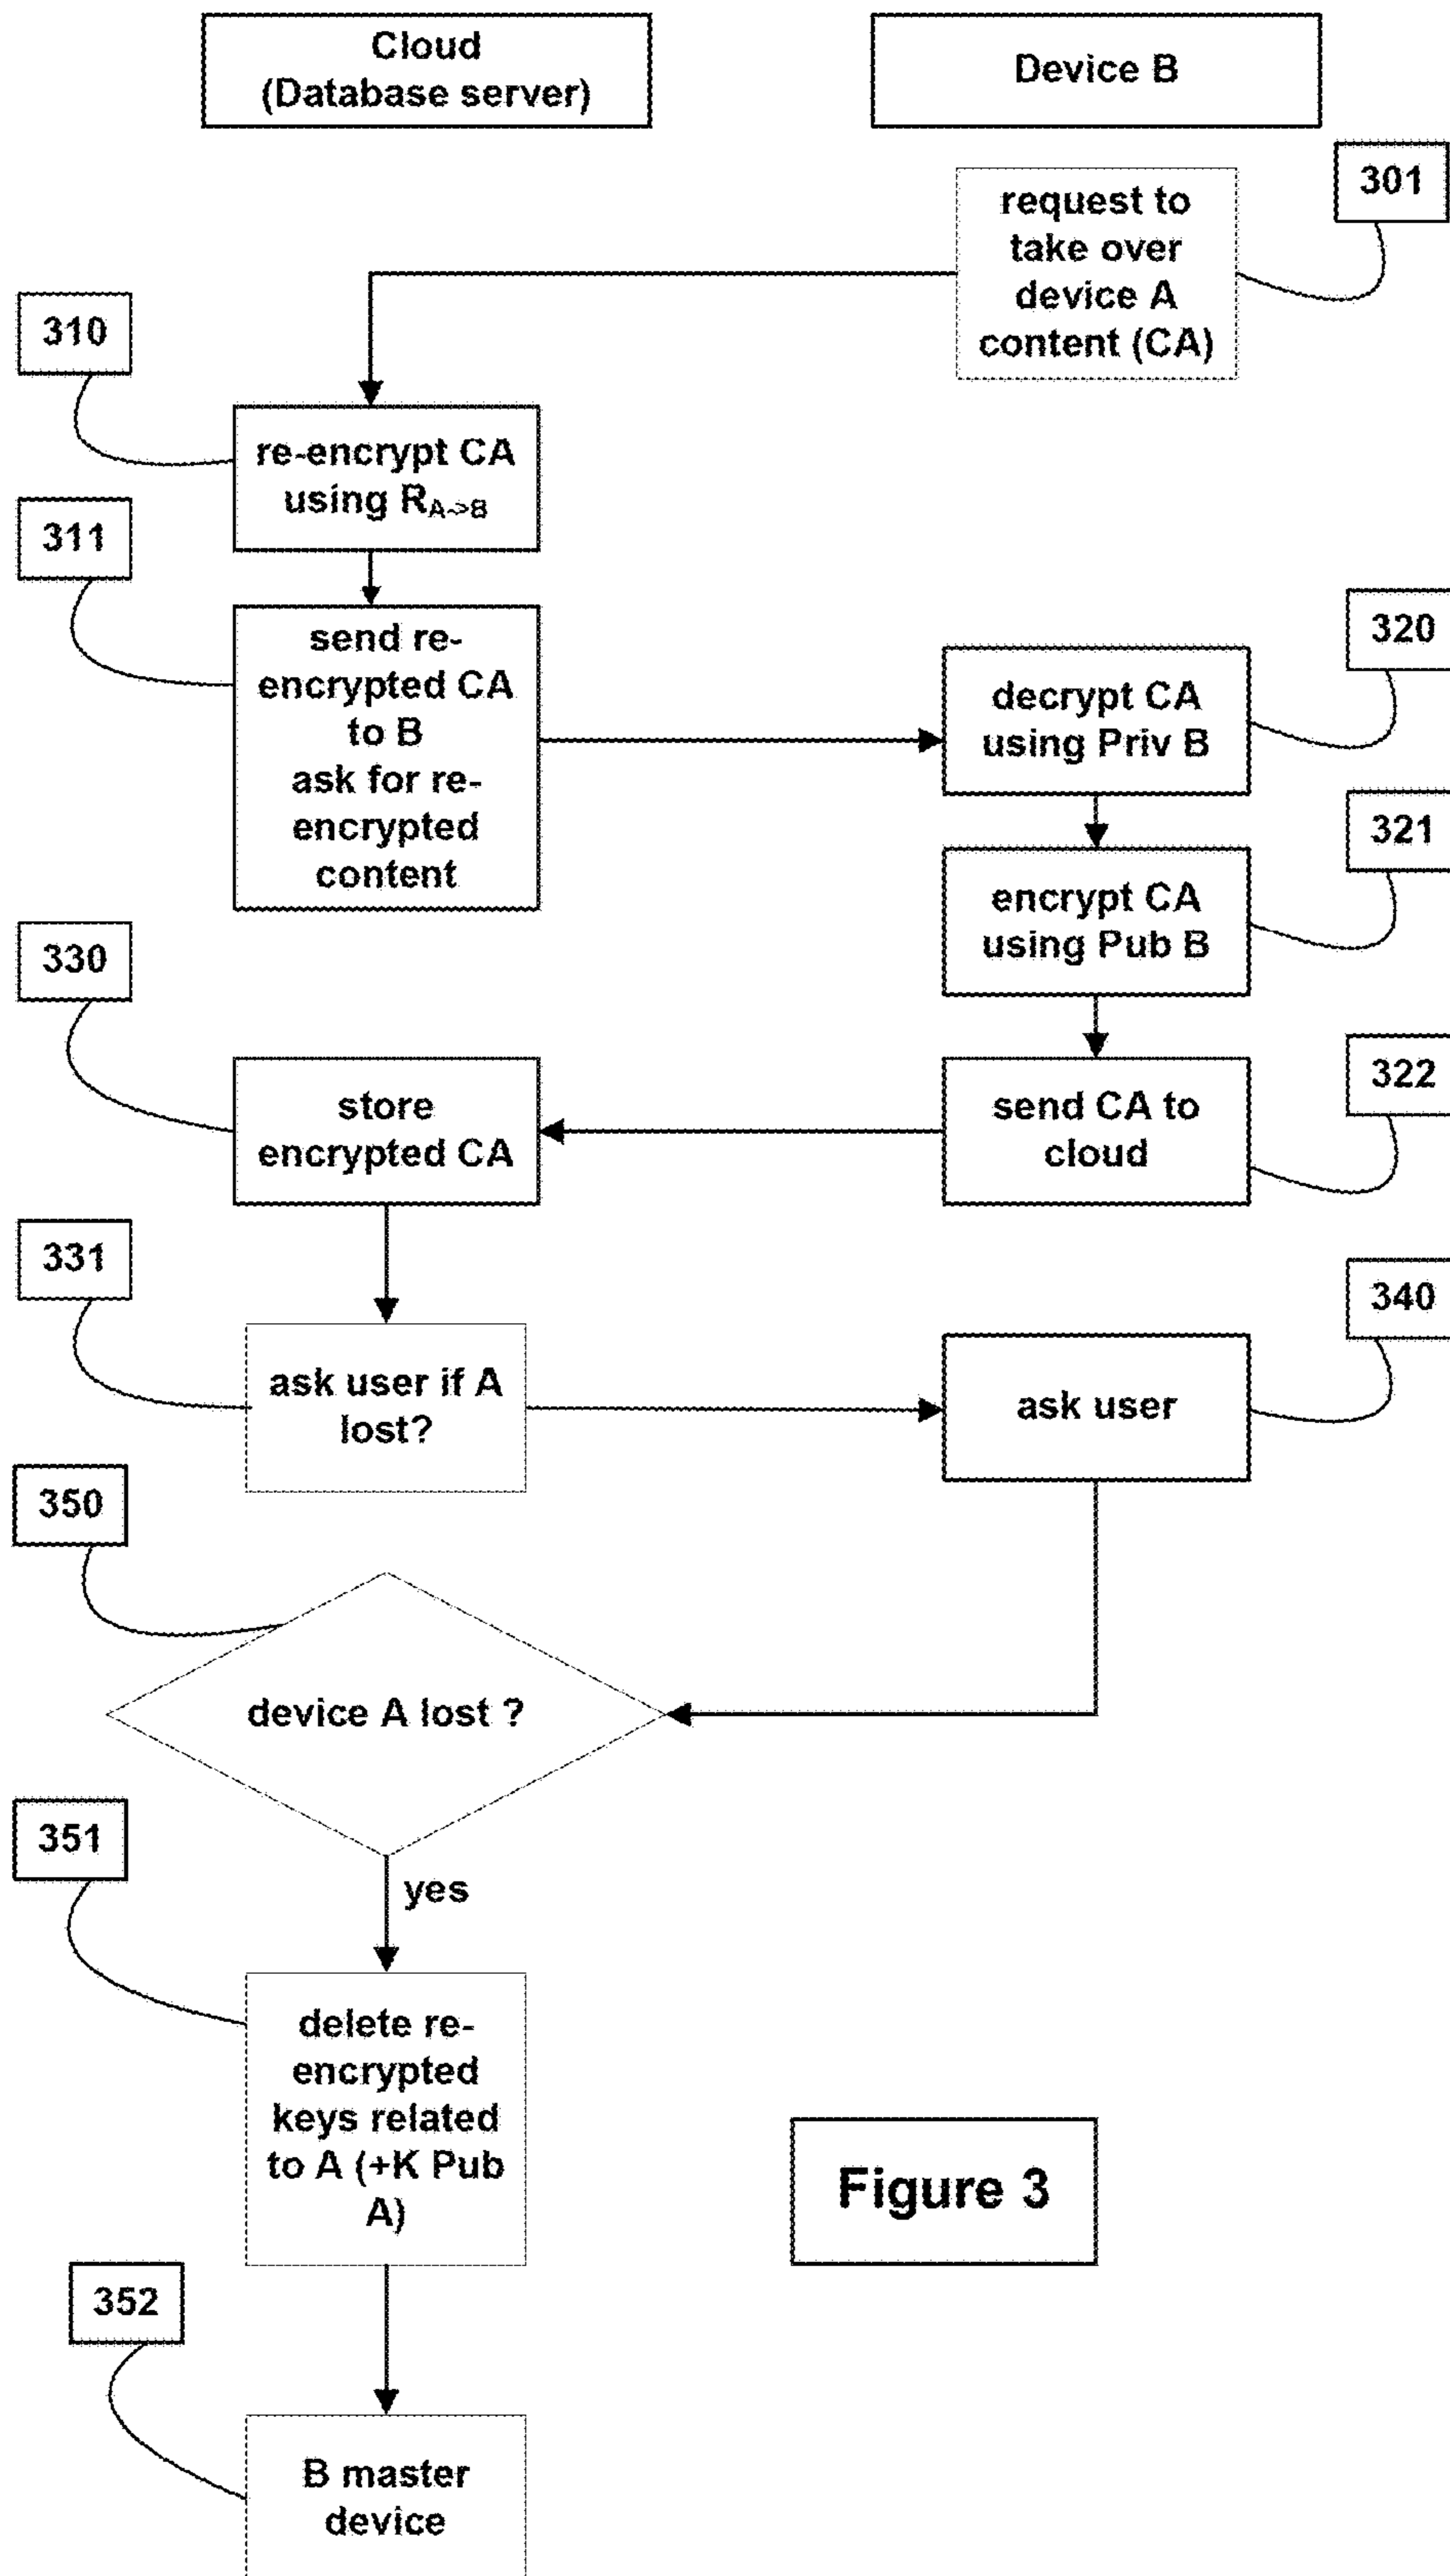 Cloud
(Database server)
Device B
301
request to
take over
device A
content (CA)
310
re-encrypt CA
using R_A->B
311
send re-
encrypted CA
to B
ask for re-
encrypted
content
320
decrypt CA
using Priv B
321
encrypt CA
using Pub B
330
store
encrypted CA
322
send CA to
cloud
331
ask user if A
lost?
340
ask user
350
device A lost ?
351
yes
delete re-
encrypted
keys related
to A (+K Pub
A)
Figure 3
352
B master
device